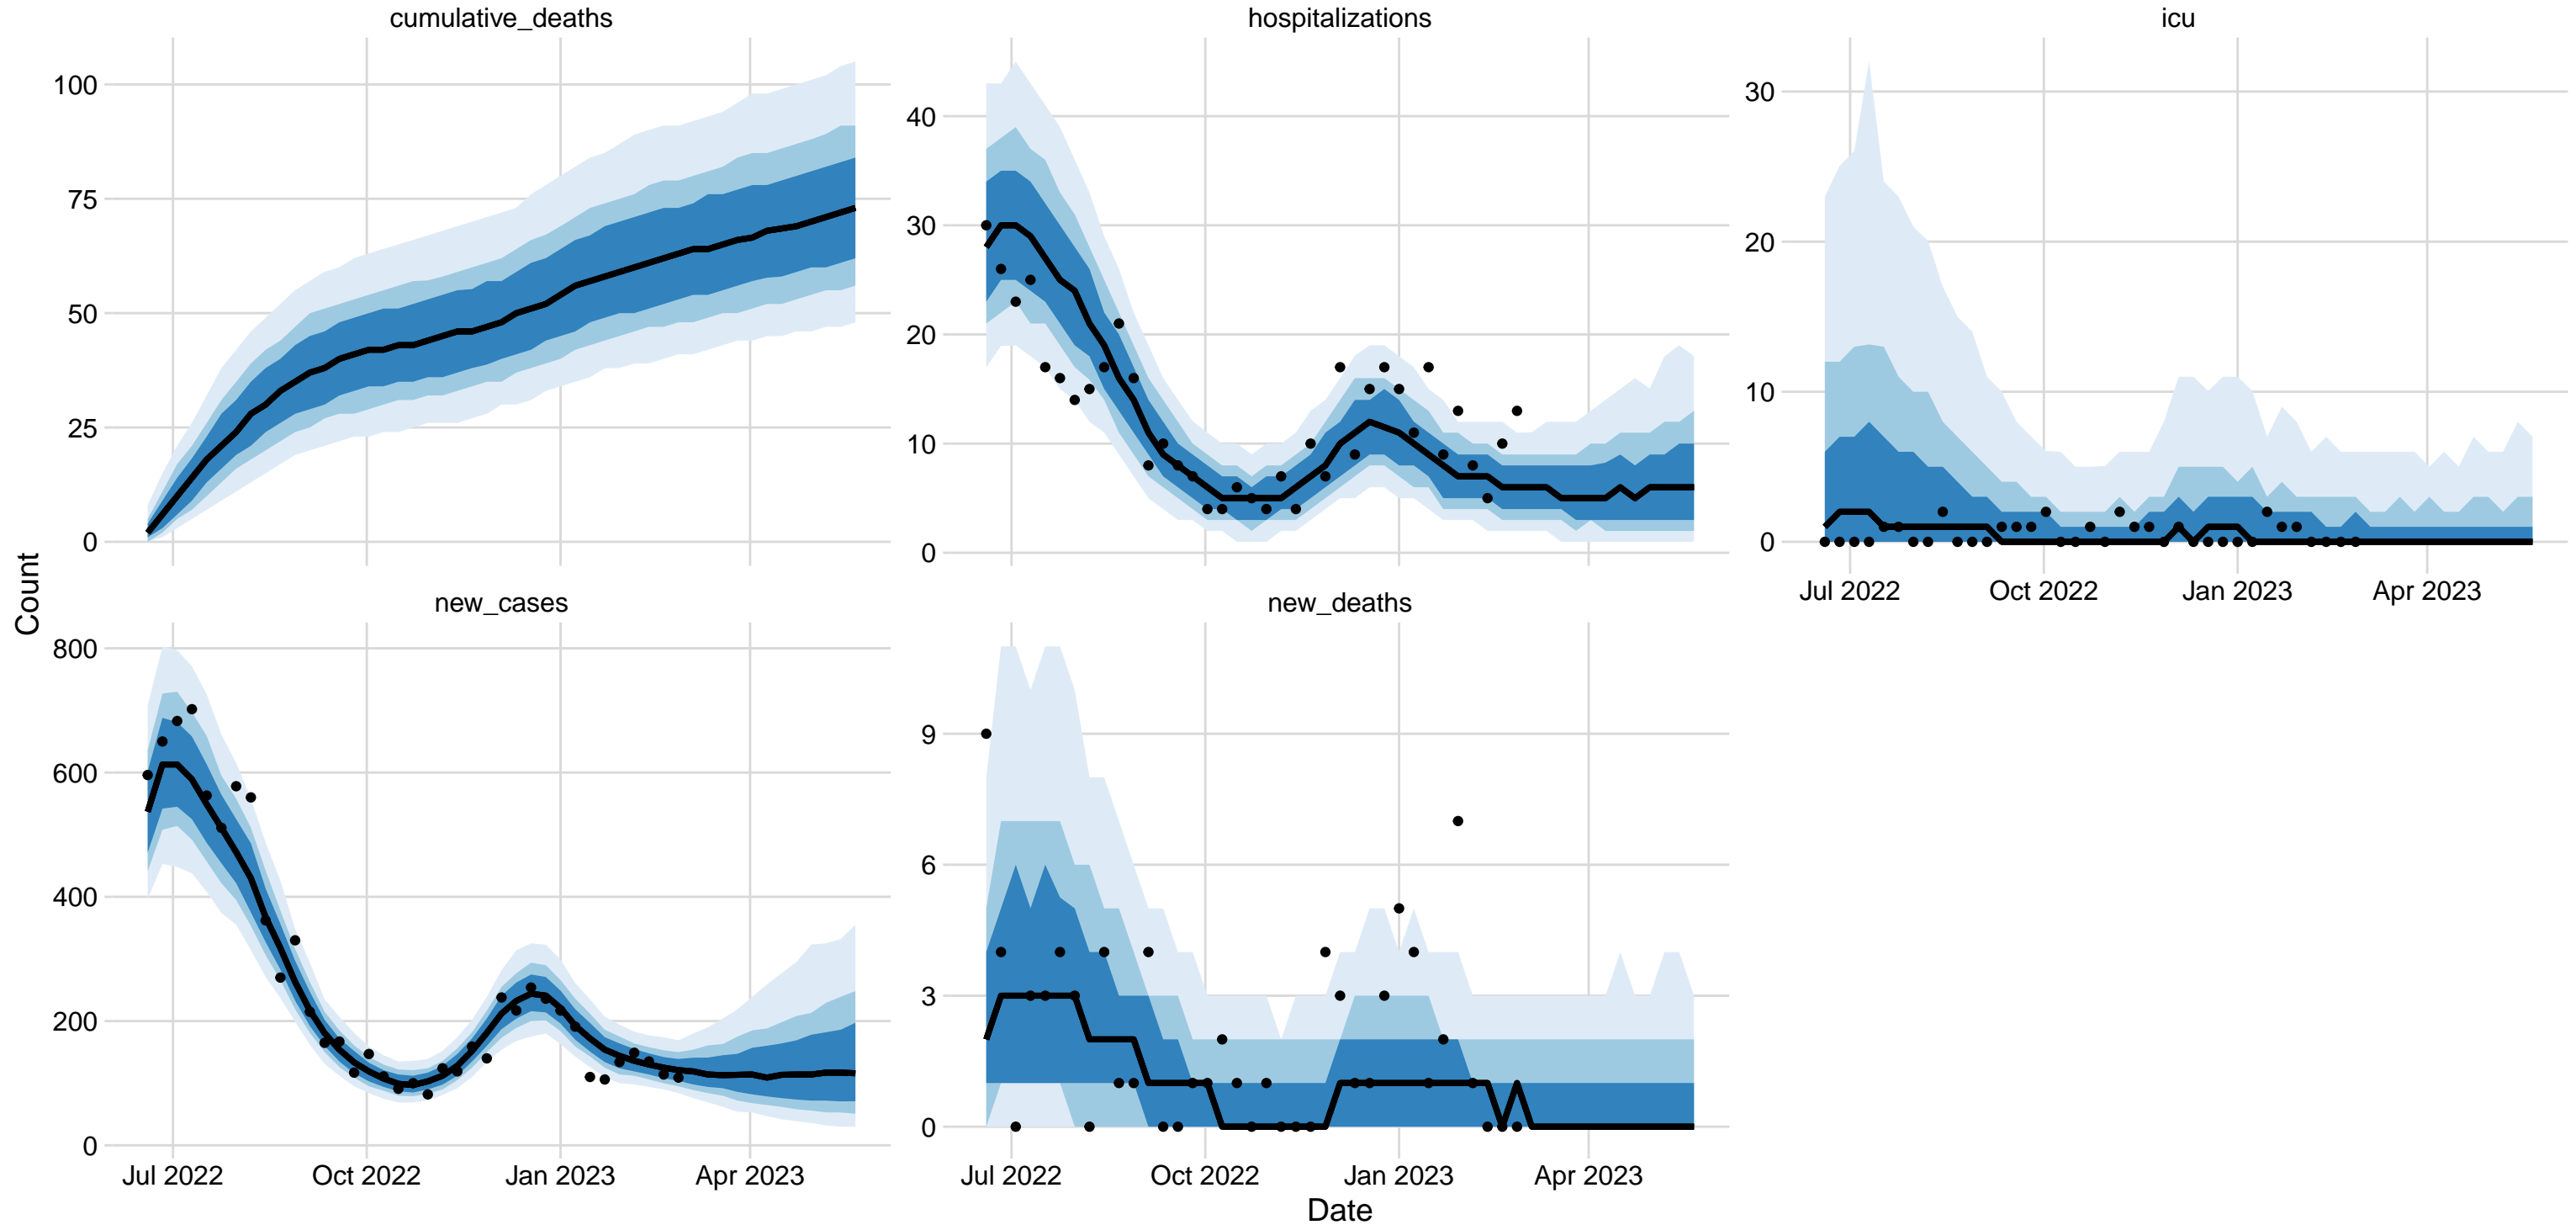 cumulative_deaths
hospitalizations
icu
100
75
50
25
0
40
30
20
10
0
30
20
10
0
Jul 2022
Oct 2022
Jan 2023
Apr 2023
Count
new_cases
new_deaths
800
600
400
200
0
9
6
3
0
Jul 2022
Oct 2022
Jan 2023
Apr 2023
Jul 2022
Oct 2022
Jan 2023
Apr 2023
Date